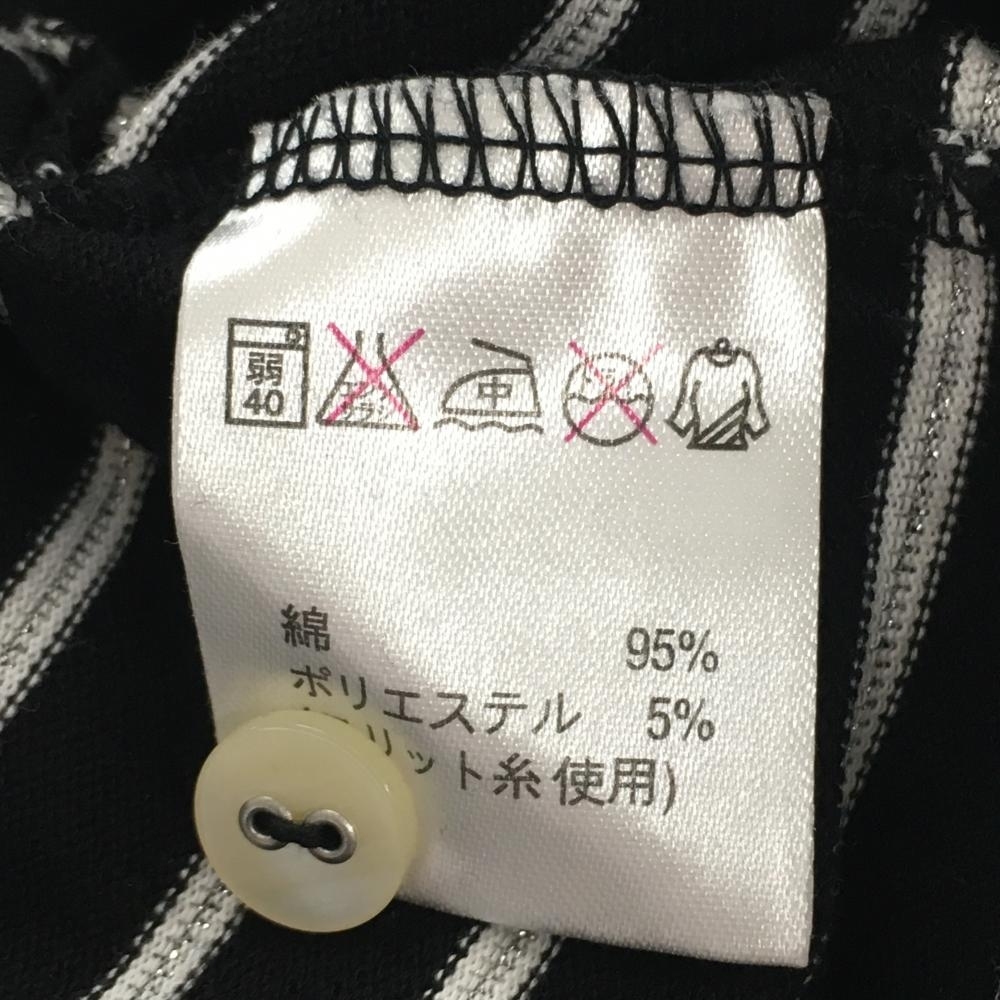 弱 40
中
綿 95%
ポリエステル 5%
リット糸使用)